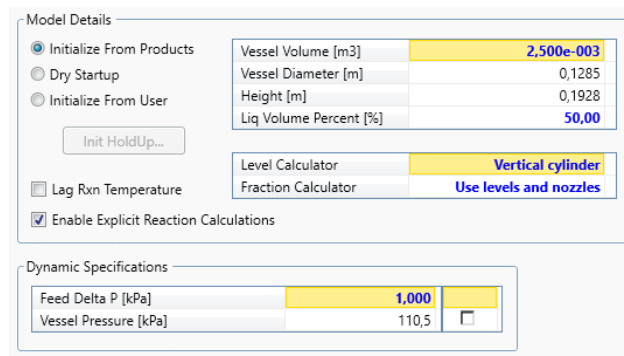 Model Details
Initialize From Products
Dry Startup
Initialize From User
Init HoldUp...
Lag Rxn Temperature
Enable Explicit Reaction Calculations
Vessel Volume [m3] 2,500e-003
Vessel Diameter [m] 0,1285
Height [m] 0,1928
Liq Volume Percent [%] 50,00
Level Calculator Vertical cylinder
Fraction Calculator Use levels and nozzles
Dynamic Specifications
Feed Delta P [kPa] 1,000
Vessel Pressure [kPa] 110,5